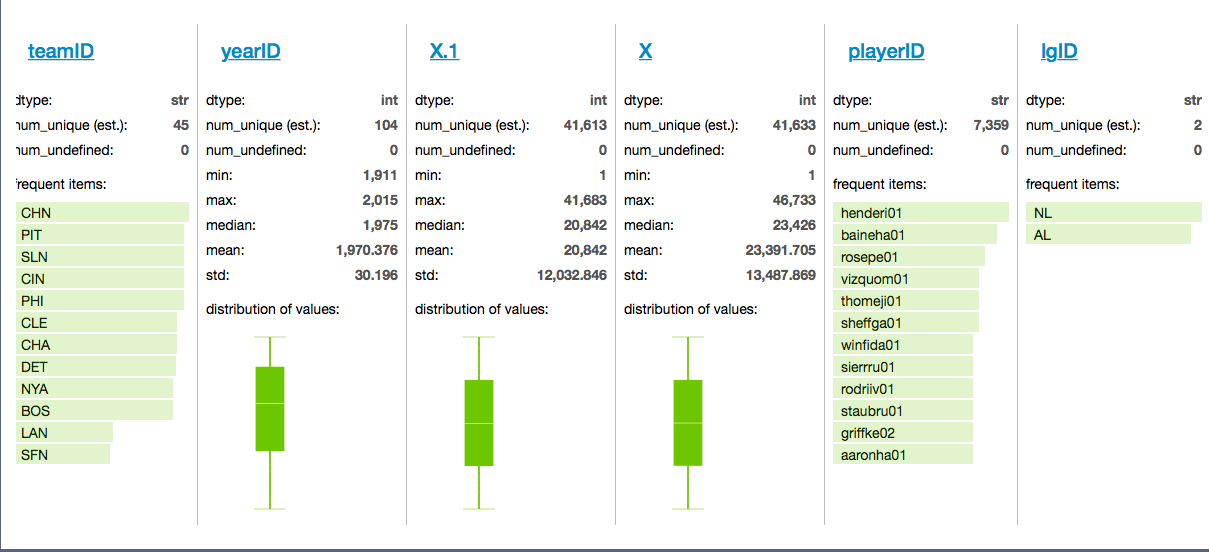 teamID
dtype: str
num_unique (est.): 45
num_undefined: 0
frequent items:
CHN
PIT
SLN
CIN
PHI
CLE
CHA
DET
NYA
BOS
LAN
SFN
yearID
dtype: int
num_unique (est.): 104
num_undefined: 0
min: 1,911
max: 2,015
median: 1,975
mean: 1,970.376
std: 30.196
distribution of values:
X.1
dtype: int
num_unique (est.): 41,613
num_undefined: 0
min: 1
max: 41,683
median: 20,842
mean: 20,842
std: 12,032.846
distribution of values:
X
dtype: int
num_unique (est.): 41,633
num_undefined: 0
min: 1
max: 46,733
median: 23,426
mean: 23,391.705
std: 13,487.869
distribution of values:
playerID
dtype: str
num_unique (est.): 7,359
num_undefined: 0
frequent items:
henderi01
baineha01
rosepe01
vizquom01
thomeji01
sheffga01
winfida01
sierrru01
rodriiv01
staubru01
griffke02
aaronha01
lgID
dtype: str
num_unique (est.): 2
num_undefined: 0
frequent items:
NL
AL